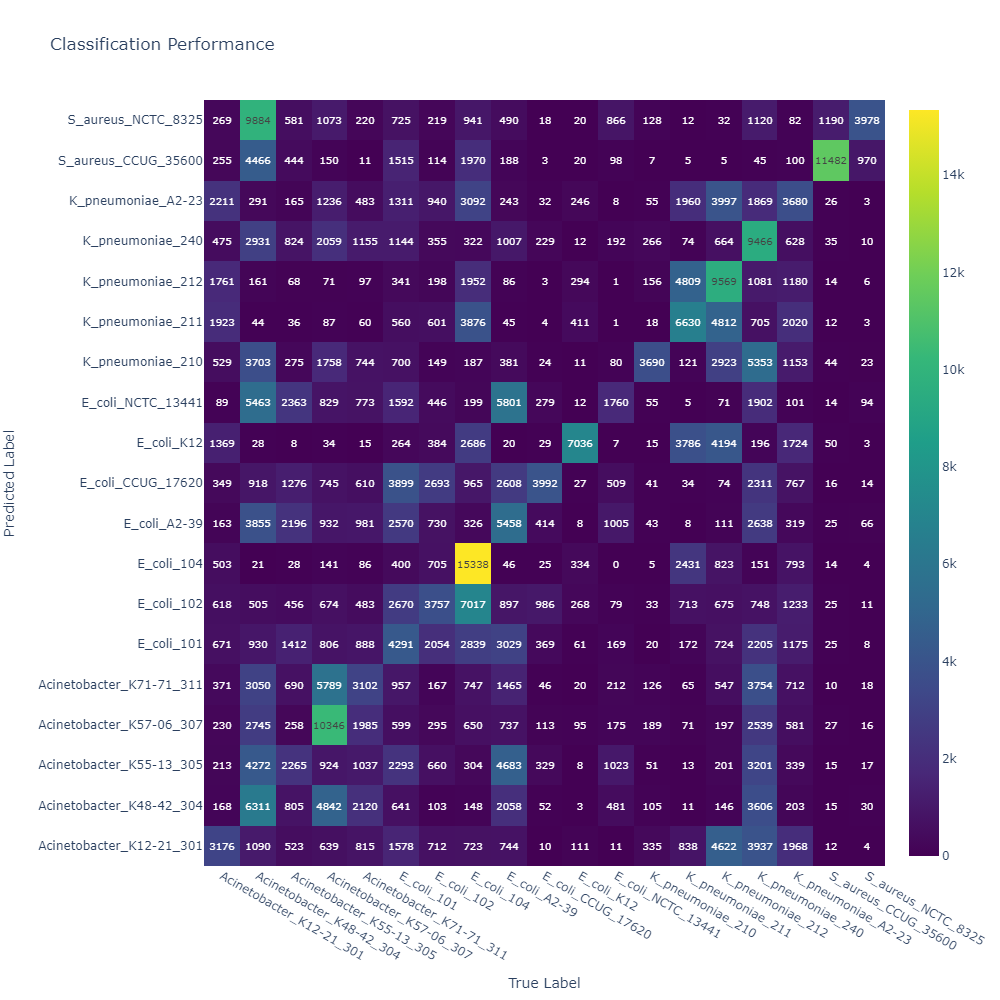 Classification Performance
S_aureus_NCTC_8325 269 9884 581 1073 220 725 219 941 490 18 20 866 128 12 32 1120 82 1190 3978
S_aureus_CCUG_35600 255 4466 444 150 11 1515 114 1970 188 3 20 98 7 5 5 45 100 11482 970
K_pneumoniae_A2-23 2211 291 165 1236 483 1311 940 3092 243 32 246 8 55 1960 3997 1869 3680 26 3
K_pneumoniae_240 475 2931 824 2059 1155 1144 355 322 1007 229 12 192 266 74 664 9466 628 35 10
K_pneumoniae_212 1761 161 68 71 97 341 198 1952 86 3 294 1 156 4809 9569 1081 1180 14 6
K_pneumoniae_211 1923 44 36 87 60 560 601 3876 45 4 411 1 18 6630 4812 705 2020 12 3
K_pneumoniae_210 529 3703 275 1758 744 700 149 187 381 24 11 80 3690 121 2923 5353 1153 44 23
E_coli_NCTC_13441 89 5463 2363 829 773 1592 446 199 5801 279 12 1760 55 5 71 1902 101 14 94
E_coli_K12 1369 28 8 34 15 264 384 2686 20 29 7036 7 15 3786 4194 196 1724 50 3
E_coli_CCUG_17620 349 918 1276 745 610 3899 2693 965 2608 3992 27 509 41 34 74 2311 767 16 14
E_coli_A2-39 163 3855 2196 932 981 2570 730 326 5458 414 8 1005 43 8 111 2638 319 25 66
E_coli_104 503 21 28 141 86 400 705 15338 46 25 334 0 5 2431 823 151 793 14 4
E_coli_102 618 505 456 674 483 2670 3757 7017 897 986 268 79 33 713 675 748 1233 25 11
E_coli_101 671 930 1412 806 888 4291 2054 2839 3029 369 61 169 20 172 724 2205 1175 25 8
Acinetobacter_K71-71_311 371 3050 690 5789 3102 957 167 747 1465 46 20 212 126 65 547 3754 712 10 18
Acinetobacter_K57-06_307 230 2745 258 10346 1985 599 295 650 737 113 95 175 189 71 197 2539 581 27 16
Acinetobacter_K55-13_305 213 4272 2265 924 1037 2293 660 304 4683 329 8 1023 51 13 201 3201 339 15 17
Acinetobacter_K48-42_304 168 6311 805 4842 2120 641 103 148 2058 52 3 481 105 11 146 3606 203 15 30
Acinetobacter_K12-21_301 3176 1090 523 639 815 1578 712 723 744 10 111 11 335 838 4622 3937 1968 12 4
Predicted Label
Acinetobacter_K12-21_301
Acinetobacter_K48-42_304
Acinetobacter_K55-13_305
Acinetobacter_K57-06_307
Acinetobacter_K71-71_311
E_coli_101
E_coli_102
E_coli_104
E_coli_A2-39
E_coli_CCUG_17620
E_coli_K12
E_coli_NCTC_13441
K_pneumoniae_210
K_pneumoniae_211
K_pneumoniae_212
K_pneumoniae_240
K_pneumoniae_A2-23
S_aureus_CCUG_35600
S_aureus_NCTC_8325
True Label
14k
12k
10k
8k
6k
4k
2k
0